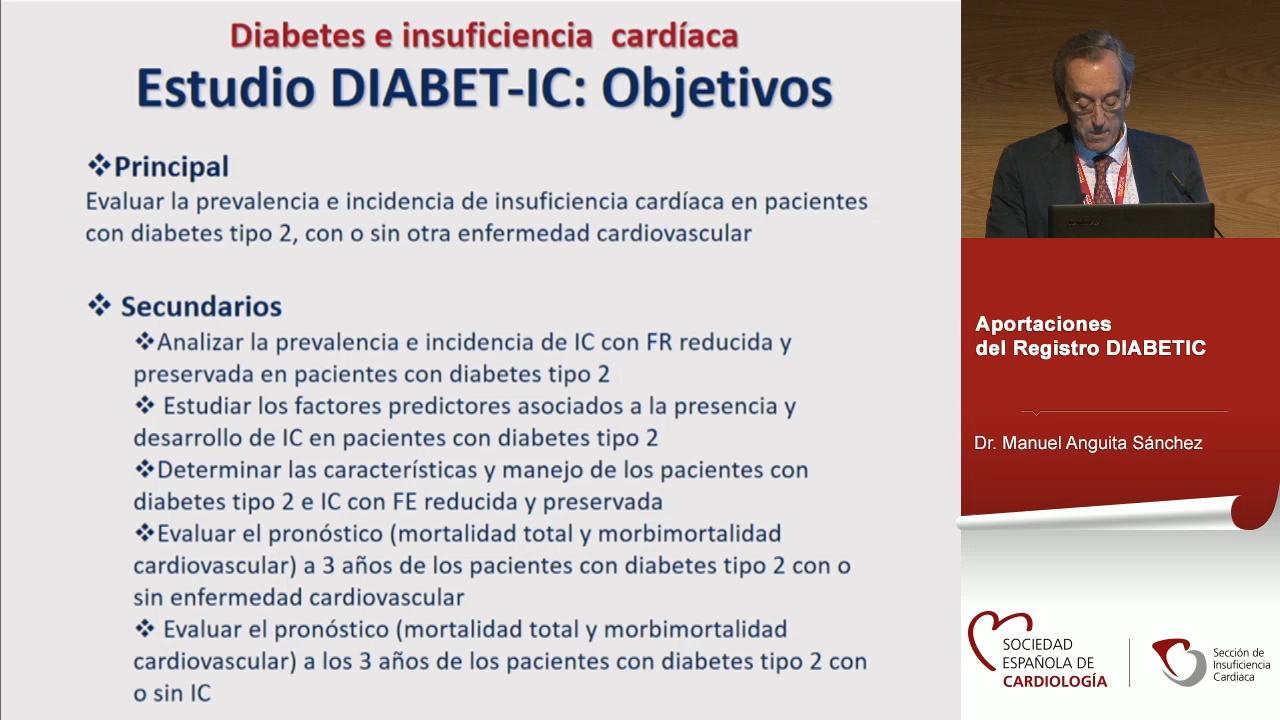 Diabetes e insuficiencia cardíaca
Estudio DIABET-IC: Objetivos
❖Principal
Evaluar la prevalencia e incidencia de insuficiencia cardíaca en pacientes
con diabetes tipo 2, con o sin otra enfermedad cardiovascular
❖ Secundarios
❖Analizar la prevalencia e incidencia de IC con FR reducida y
preservada en pacientes con diabetes tipo 2
❖ Estudiar los factores predictores asociados a la presencia y
desarrollo de IC en pacientes con diabetes tipo 2
❖Determinar las características y manejo de los pacientes con
diabetes tipo 2 e IC con FE reducida y preservada
❖Evaluar el pronóstico (mortalidad total y morbimortalidad
cardiovascular) a 3 años de los pacientes con diabetes tipo 2 con o
sin enfermedad cardiovascular
❖ Evaluar el pronóstico (mortalidad total y morbimortalidad
cardiovascular) a los 3 años de los pacientes con diabetes tipo 2 con
o sin IC
Aportaciones
del Registro DIABETIC
Dr. Manuel Anguita Sánchez
SOCIEDAD
ESPAÑOLA DE
CARDIOLOGÍA
Sección de
Insuficiencia
Cardiaca